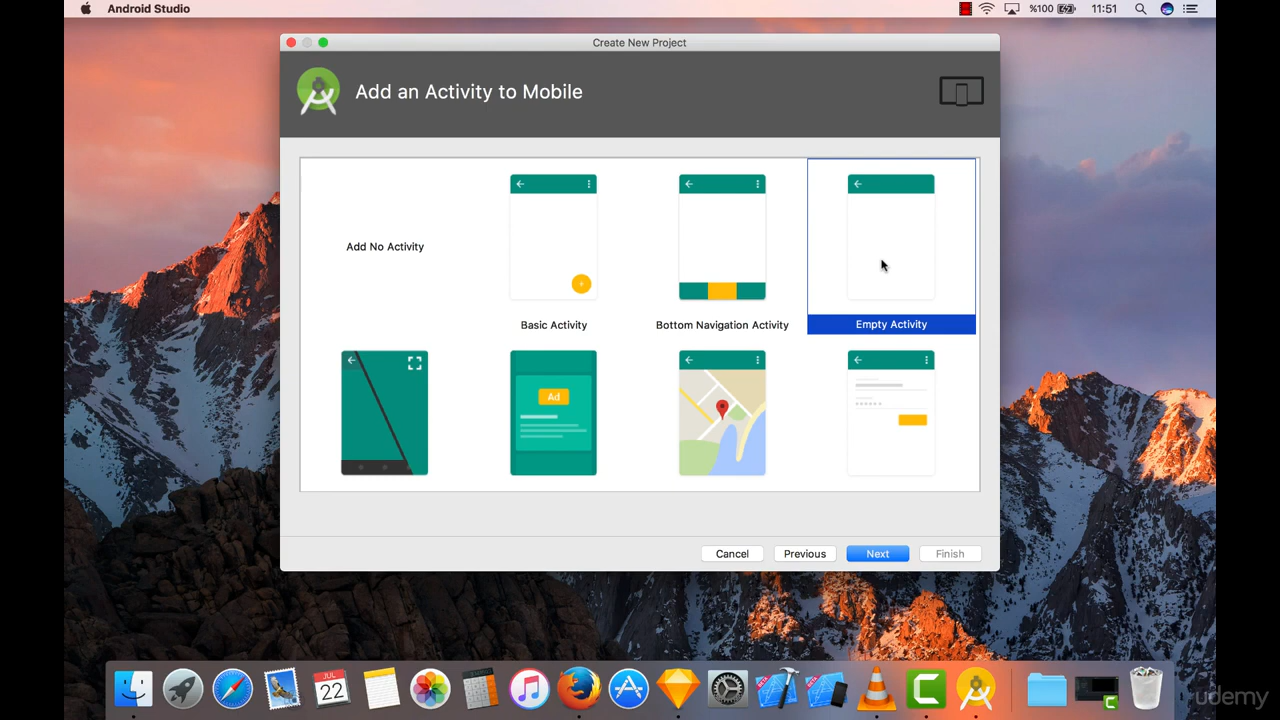 Android Studio
%100
11:51
Create New Project
Add an Activity to Mobile
Add No Activity
Basic Activity
Bottom Navigation Activity
Empty Activity
Ad
Cancel
Previous
Next
Finish
JUL
22
udemy